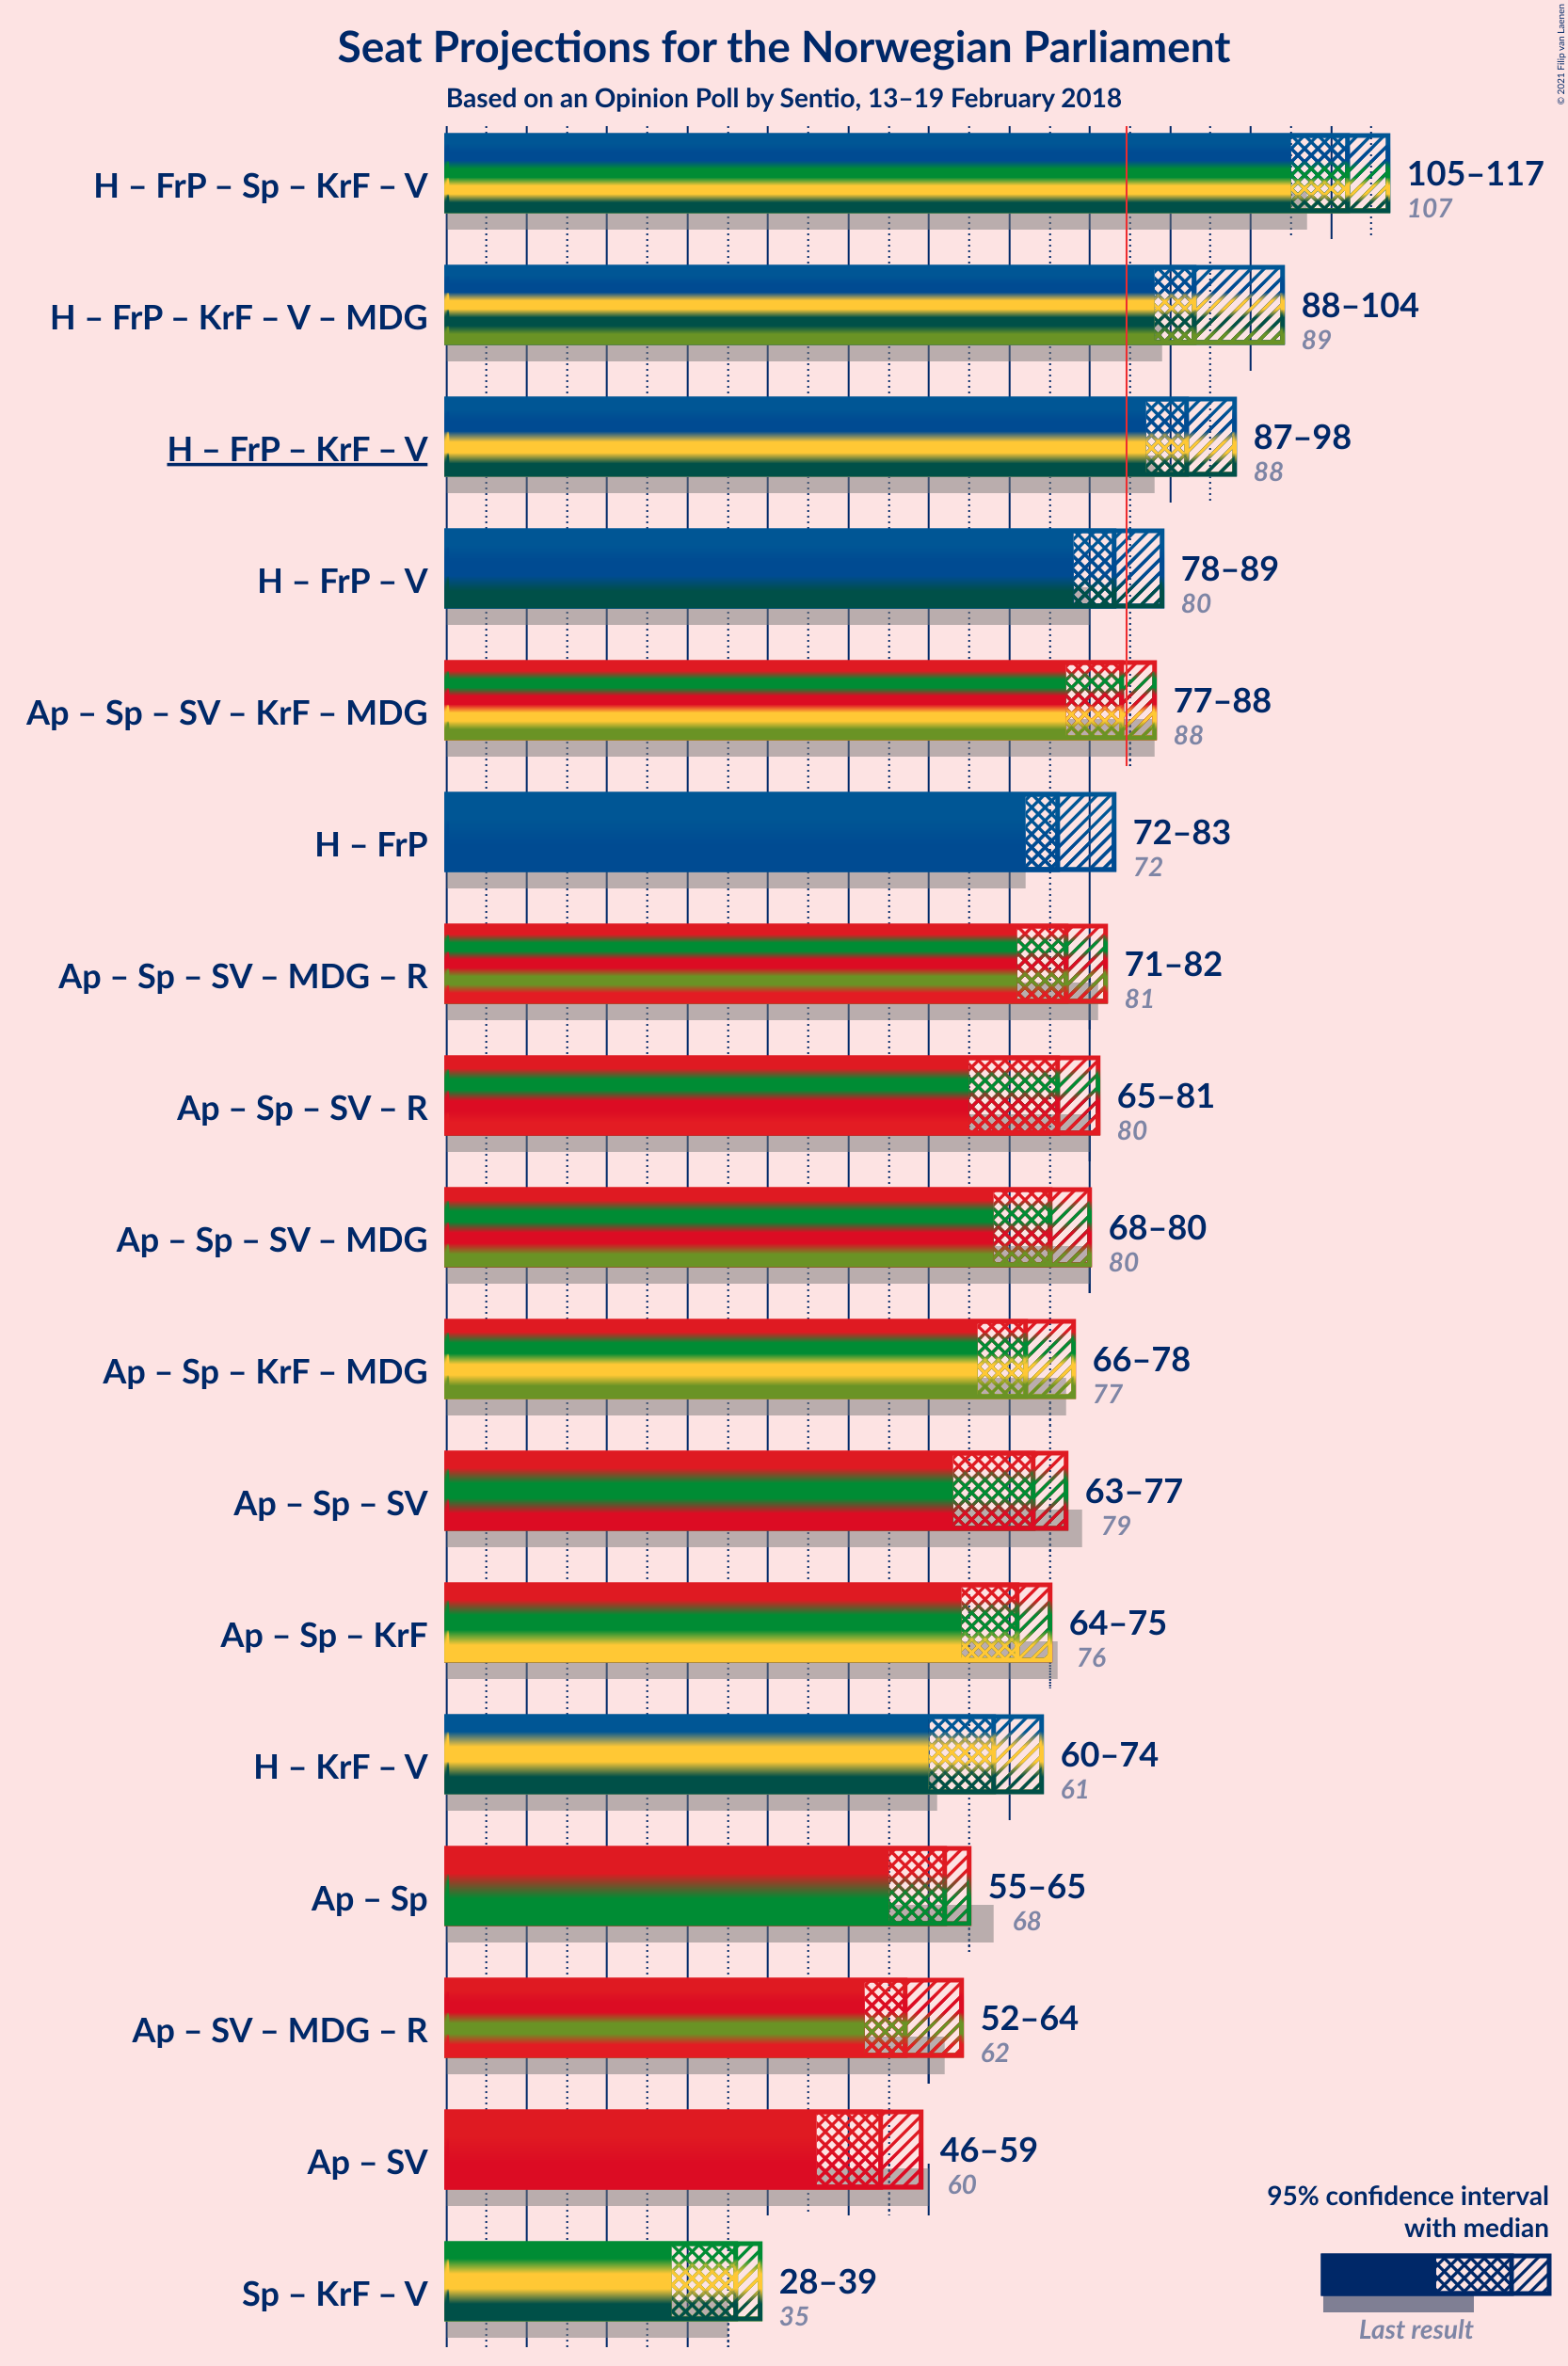 © 2021 Filip van Laenen
Seat Projections for the Norwegian Parliament
Based on an Opinion Poll by Sentio, 13–19 February 2018
H – FrP – Sp – KrF – V
105–117
107
H – FrP – KrF – V – MDG
88–104
89
H – FrP – KrF – V
87–98
88
H – FrP – V
78–89
80
Ap – Sp – SV – KrF – MDG
77–88
88
H – FrP
72–83
72
Ap – Sp – SV – MDG – R
71–82
81
Ap – Sp – SV – R
65–81
80
Ap – Sp – SV – MDG
68–80
80
Ap – Sp – KrF – MDG
66–78
77
Ap – Sp – SV
63–77
79
Ap – Sp – KrF
64–75
76
H – KrF – V
60–74
61
Ap – Sp
55–65
68
Ap – SV – MDG – R
52–64
62
Ap – SV
46–59
60
Sp – KrF – V
28–39
35
95% confidence interval
with median
Last result